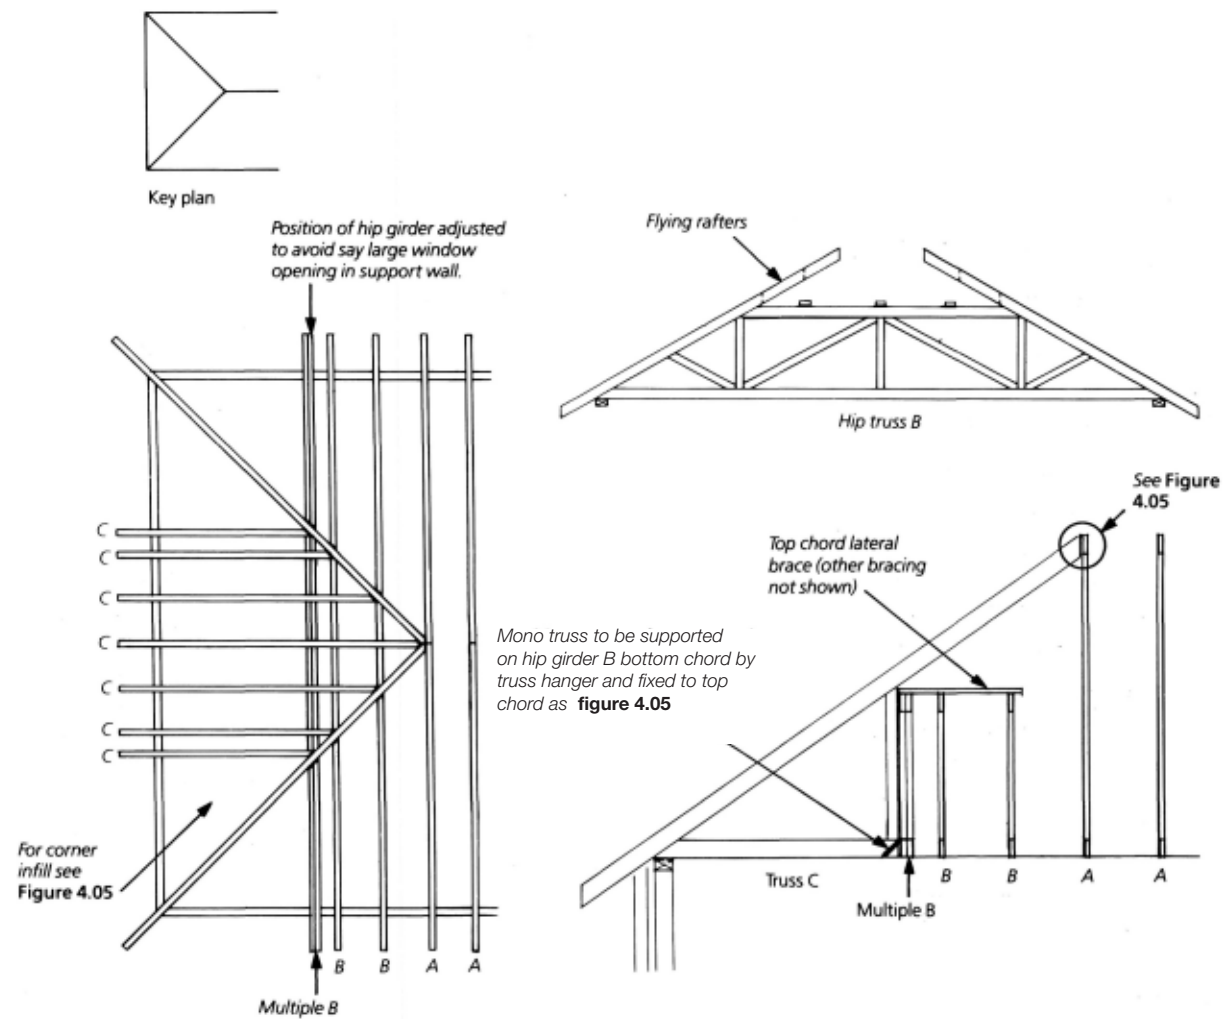 Key plan
Position of hip girder adjusted
to avoid say large window
opening in support wall.
Flying rafters
Hip truss B
See Figure
4.05
Top chord lateral
brace (other bracing
not shown)
C
C
C
C
C
C
C
Mono truss to be supported
on hip girder B bottom chord by
truss hanger and fixed to top
chord as figure 4.05
For corner
infill see
Figure 4.05
Truss C
B B A A
Multiple B
B B A A
Multiple B